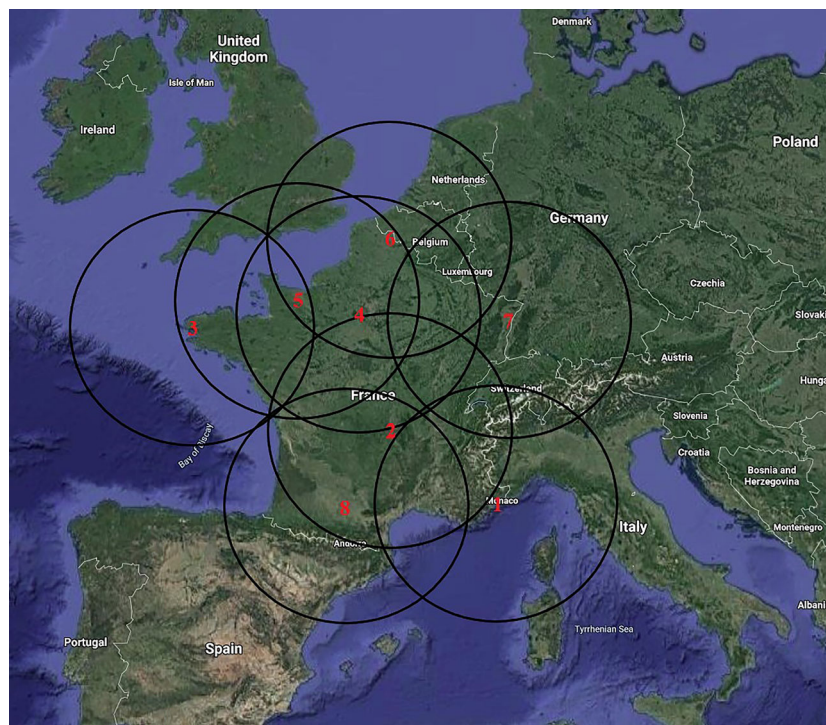 Denmark
United
Kingdom
Isle of Man
Ireland
Poland
Netherlands
Germany
6
Belgium
Luxembourg
Czechia
5
4
7
3
Slovaki
Austria
Hunga
France
Switzerland
Slovenia
2
Bay of Biscay
Croatia
Bosnia and
Herzegovina
8
Monaco
1
Italy
Montenegro
Andorra
Albani
Portugal
Spain
Tyrrhenian Sea